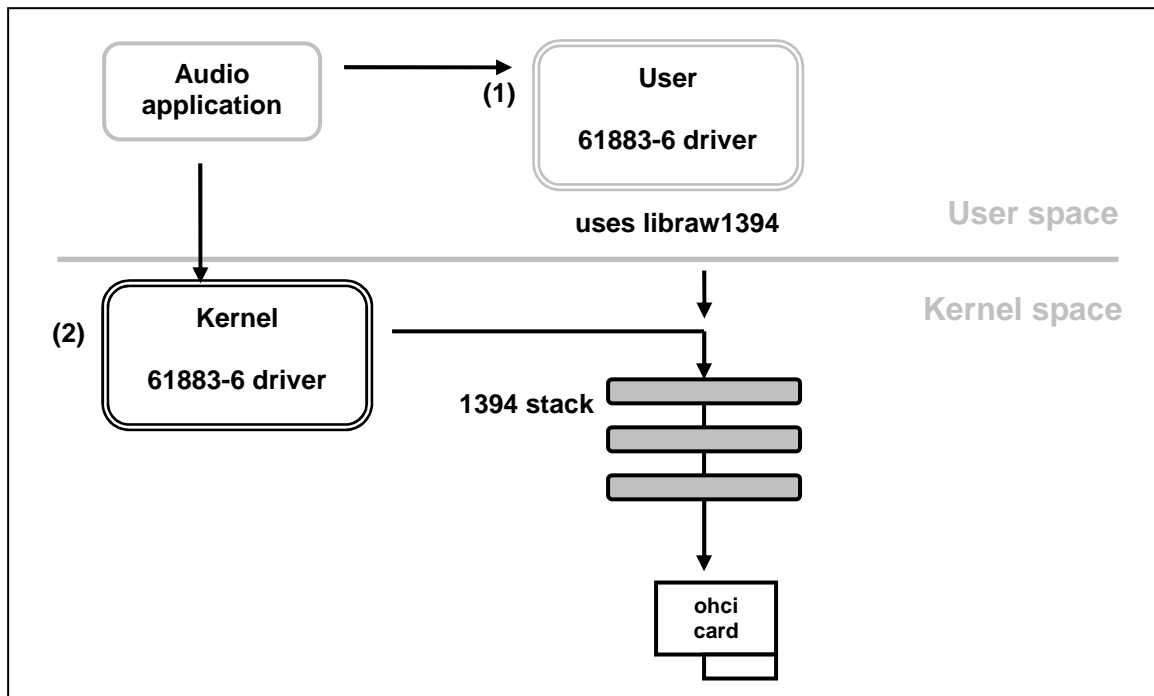 Audio
application
(1)
User
61883-6 driver
uses libraw1394
User space
Kernel space
(2)
Kernel
61883-6 driver
1394 stack
ohci
card